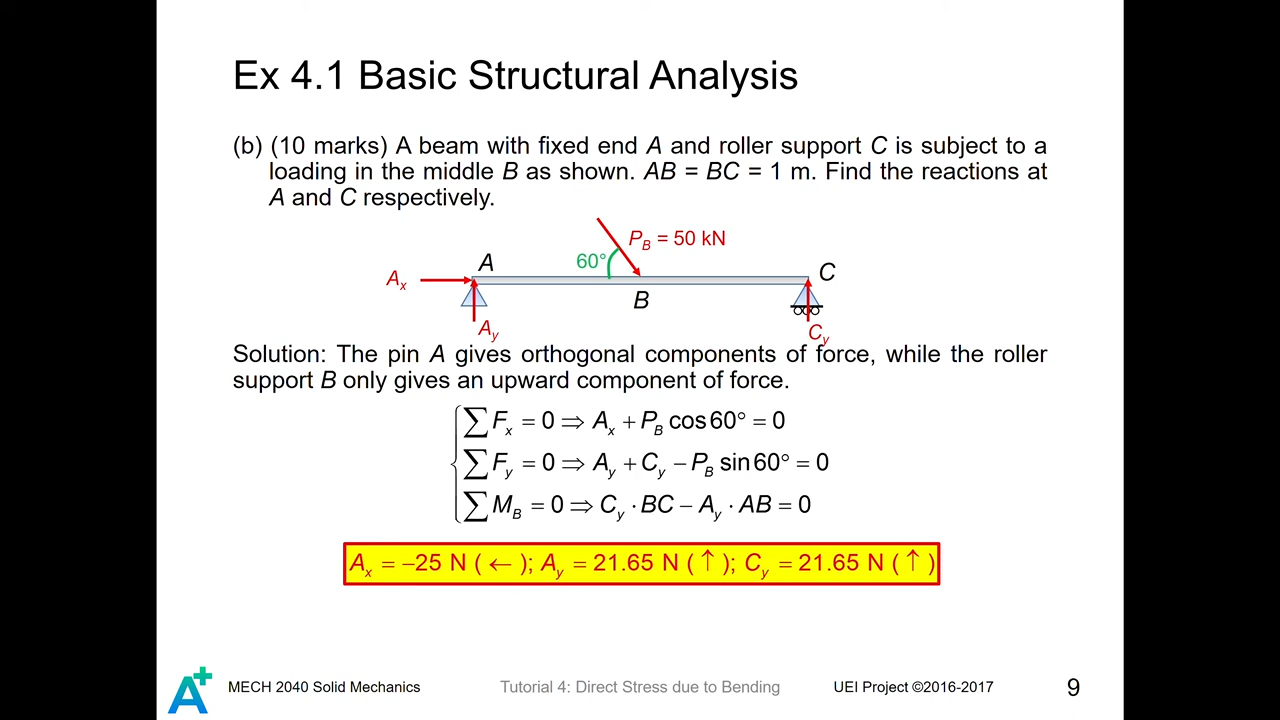 Ex 4.1 Basic Structural Analysis
(b) (10 marks) A beam with fixed end A and roller support C is subject to a
loading in the middle B as shown. AB = BC = 1 m. Find the reactions at
A and C respectively.
P_B = 50 kN
60°
A
C
A_x
B
A_y
C_y
Solution: The pin A gives orthogonal components of force, while the roller
support B only gives an upward component of force.
∑F_x = 0 ⇒ A_x + P_B cos60° = 0
∑F_y = 0 ⇒ A_y + C_y − P_B sin60° = 0
∑M_B = 0 ⇒ C_y · BC − A_y · AB = 0
A_x = −25 N ( ← ); A_y = 21.65 N ( ↑ ); C_y = 21.65 N ( ↑ )
A+
MECH 2040 Solid Mechanics Tutorial 4: Direct Stress due to Bending UEI Project ©2016-2017 9